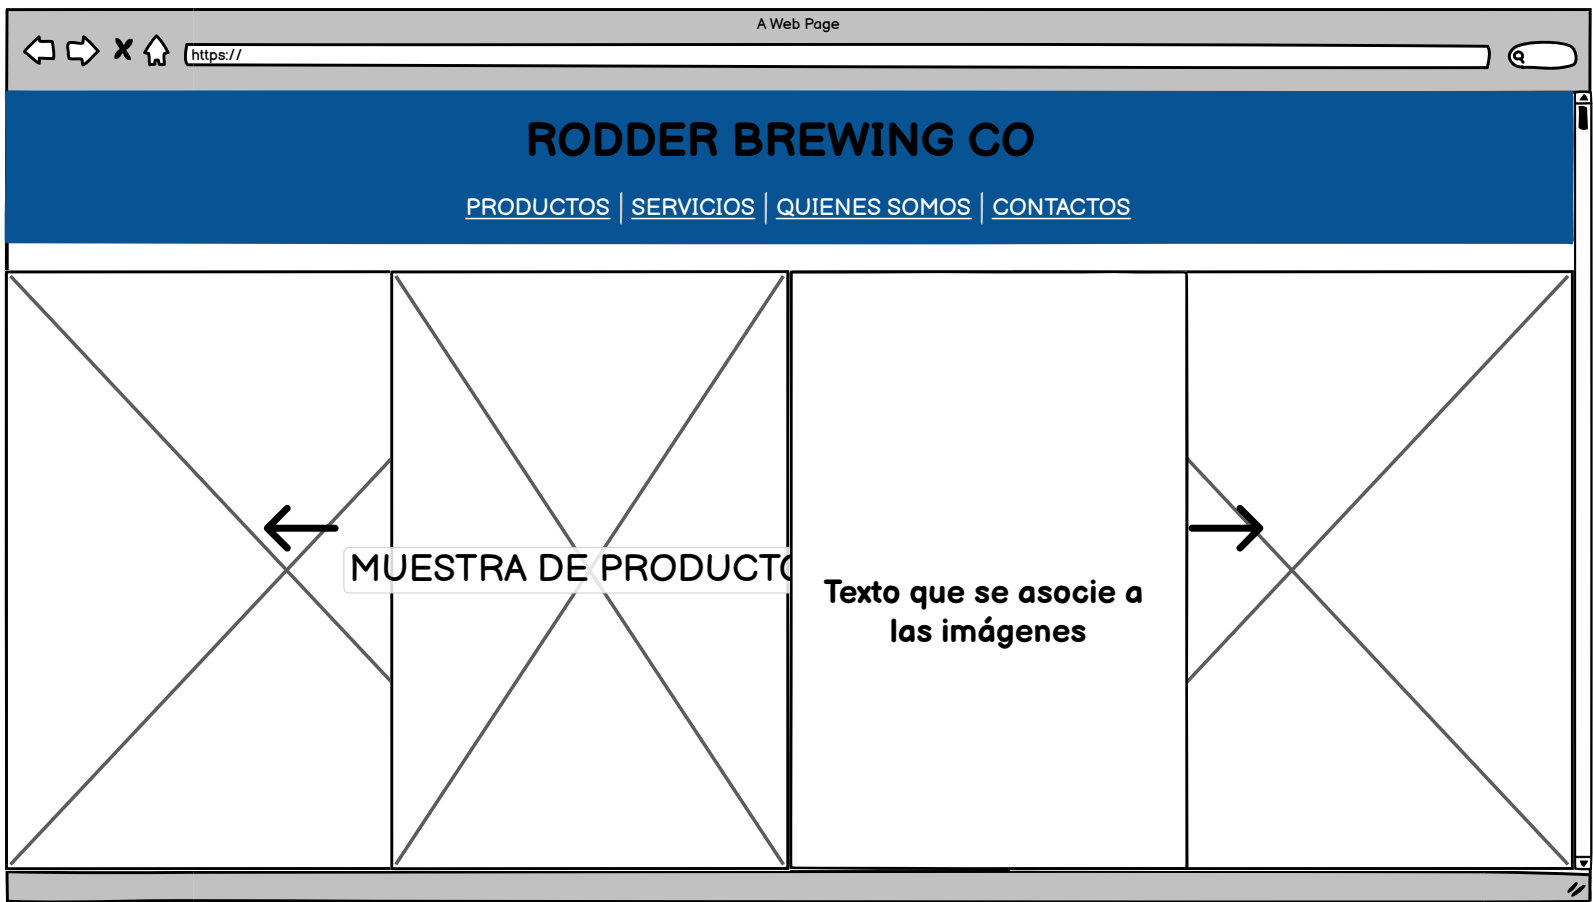 A Web Page
https://
RODDER BREWING CO
PRODUCTOS | SERVICIOS | QUIENES SOMOS | CONTACTOS
MUESTRA DE PRODUCTO
Texto que se asocie a
las imágenes